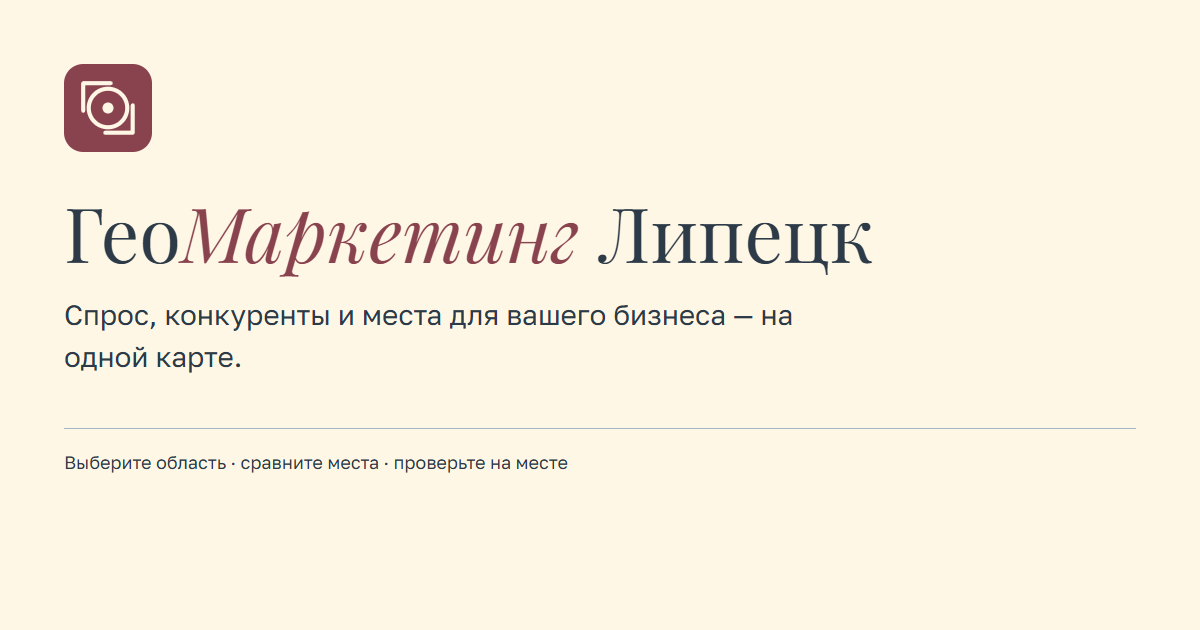 ГеоМаркетинг Липецк
Спрос, конкуренты и места для вашего бизнеса — на
одной карте.
Выберите область · сравните места · проверьте на месте